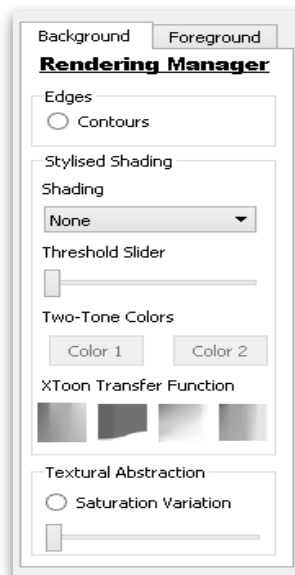 Background Foreground
Rendering Manager
Edges
Contours
Stylised Shading
Shading
None
Threshold Slider
Two-Tone Colors
Color 1 Color 2
XToon Transfer Function
Textural Abstraction
Saturation Variation